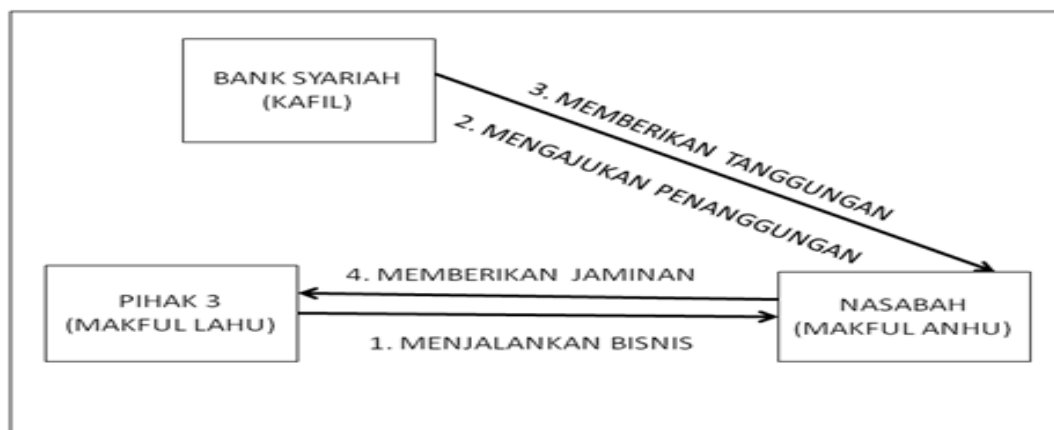 BANK SYARIAH
(KAFIL)
3. MEMBERIKAN TANGGUNGAN
2. MENGAJUKAN PENANGGUNGAN
4. MEMBERIKAN JAMINAN
PIHAK 3
(MAKFUL LAHU)
NASABAH
(MAKFUL ANHU)
1. MENJALANKAN BISNIS